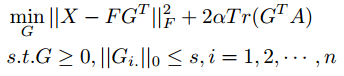 min_G ||X − FG^T||_F^2 + 2αTr(G^T A)
s.t.G ≥ 0, ||G_i.||_0 ≤ s, i = 1, 2, · · · , n